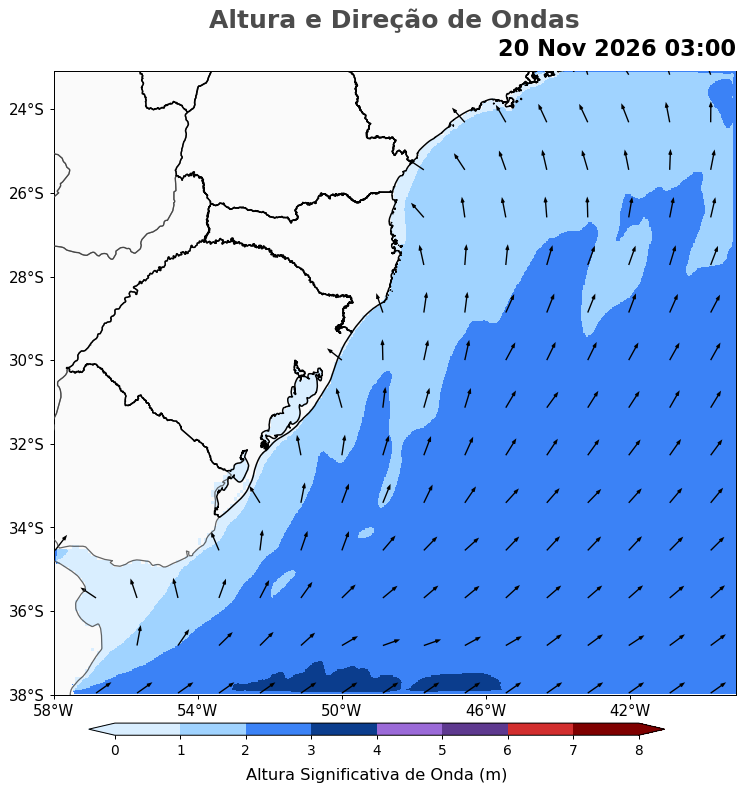 Altura e Direção de Ondas
20 Nov 2026 03:00
24°S
26°S
28°S
30°S
32°S
34°S
36°S
38°S
58°W 54°W 50°W 46°W 42°W
0 1 2 3 4 5 6 7 8
Altura Significativa de Onda (m)